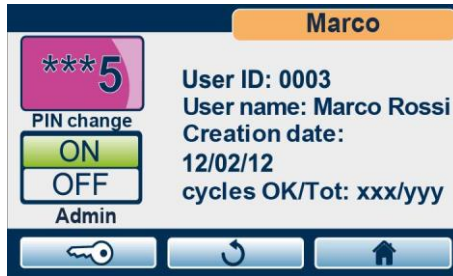 Marco
***5
PIN change
ON
OFF
Admin
User ID: 0003
User name: Marco Rossi
Creation date:
12/02/12
cycles OK/Tot: xxx/yyy